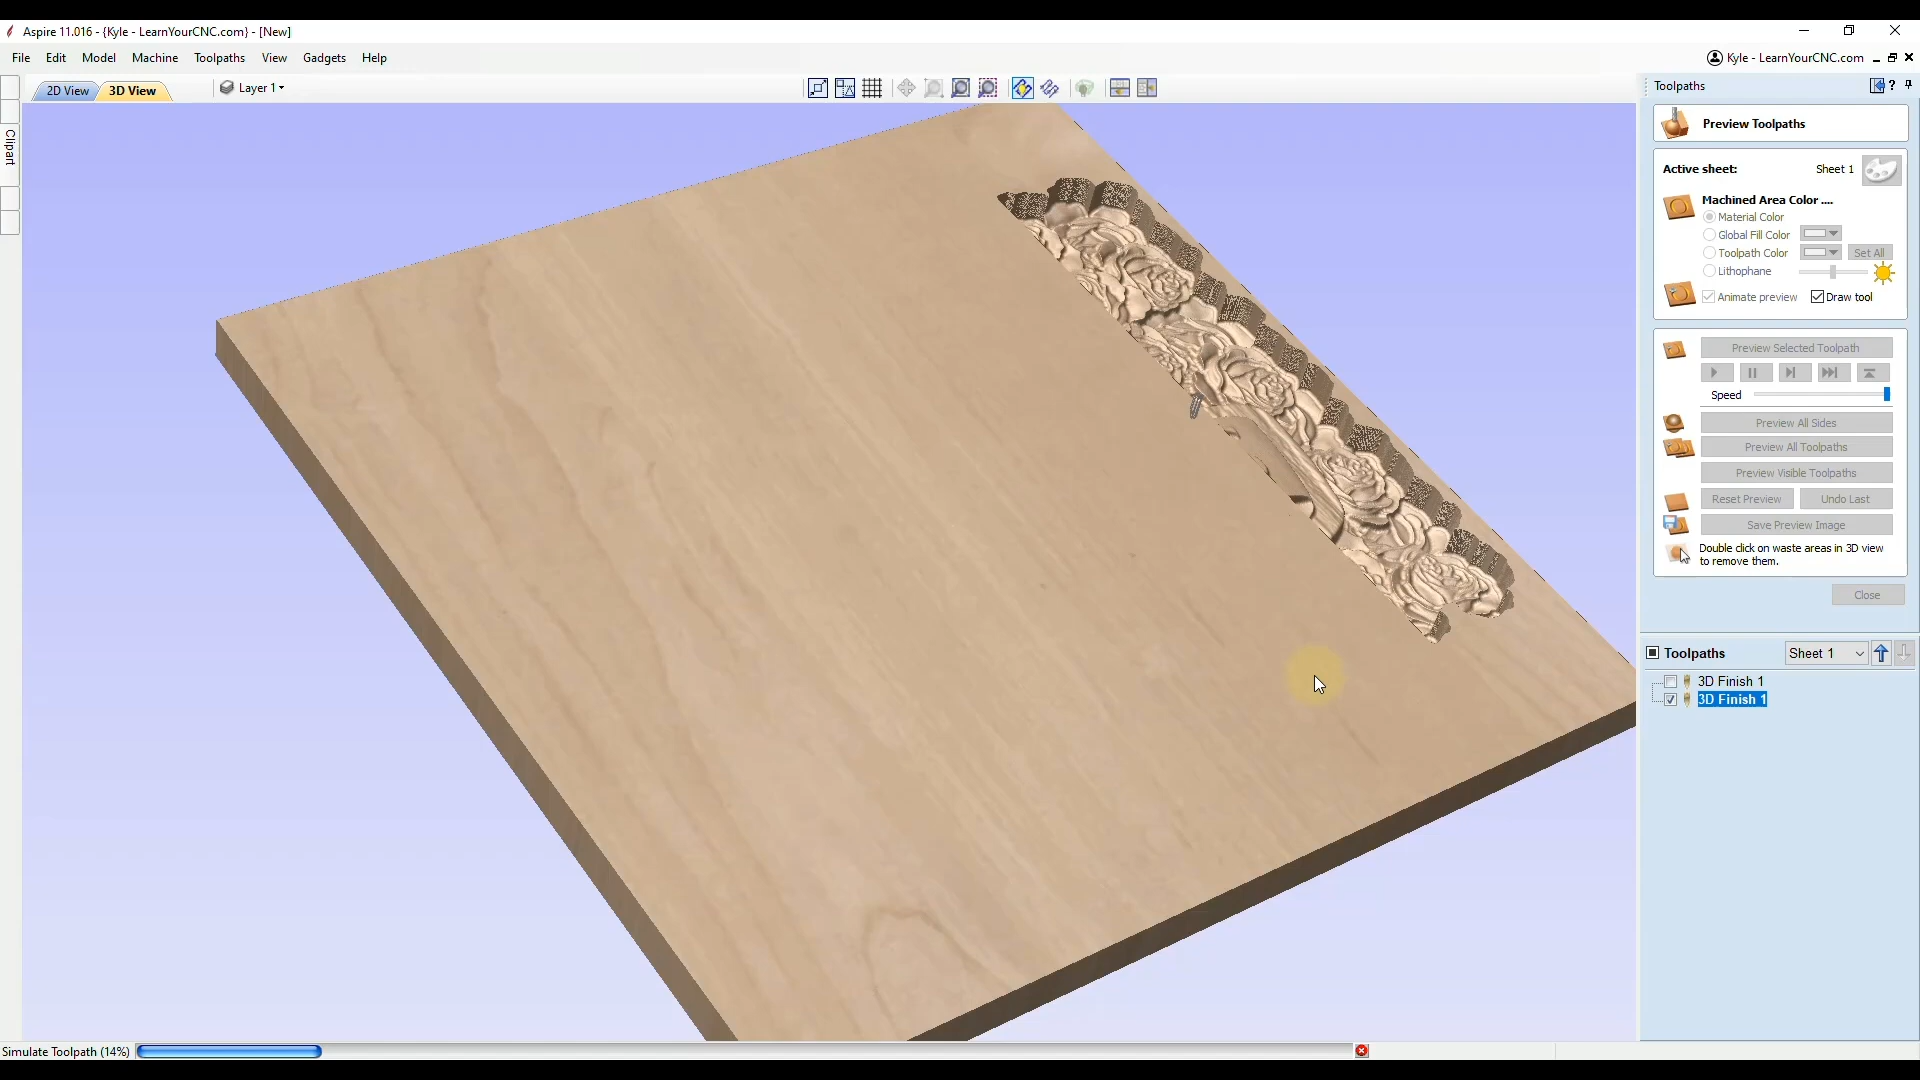 Aspire 11.016 - {Kyle - LearnYourCNC.com} - [New]
File Edit Model Machine Toolpaths View Gadgets Help
Kyle - LearnYourCNC.com
2D View 3D View Layer 1
Clipart
Toolpaths
?
Preview Toolpaths
Active sheet: Sheet 1
Machined Area Color ....
Material Color
Global Fill Color
Toolpath Color Set All
Lithophane
Animate preview Draw tool
Preview Selected Toolpath
Speed
Preview All Sides
Preview All Toolpaths
Preview Visible Toolpaths
Reset Preview Undo Last
Save Preview Image
Double click on waste areas in 3D view
to remove them.
Close
Toolpaths Sheet 1
3D Finish 1
3D Finish 1
Simulate Toolpath (14%)